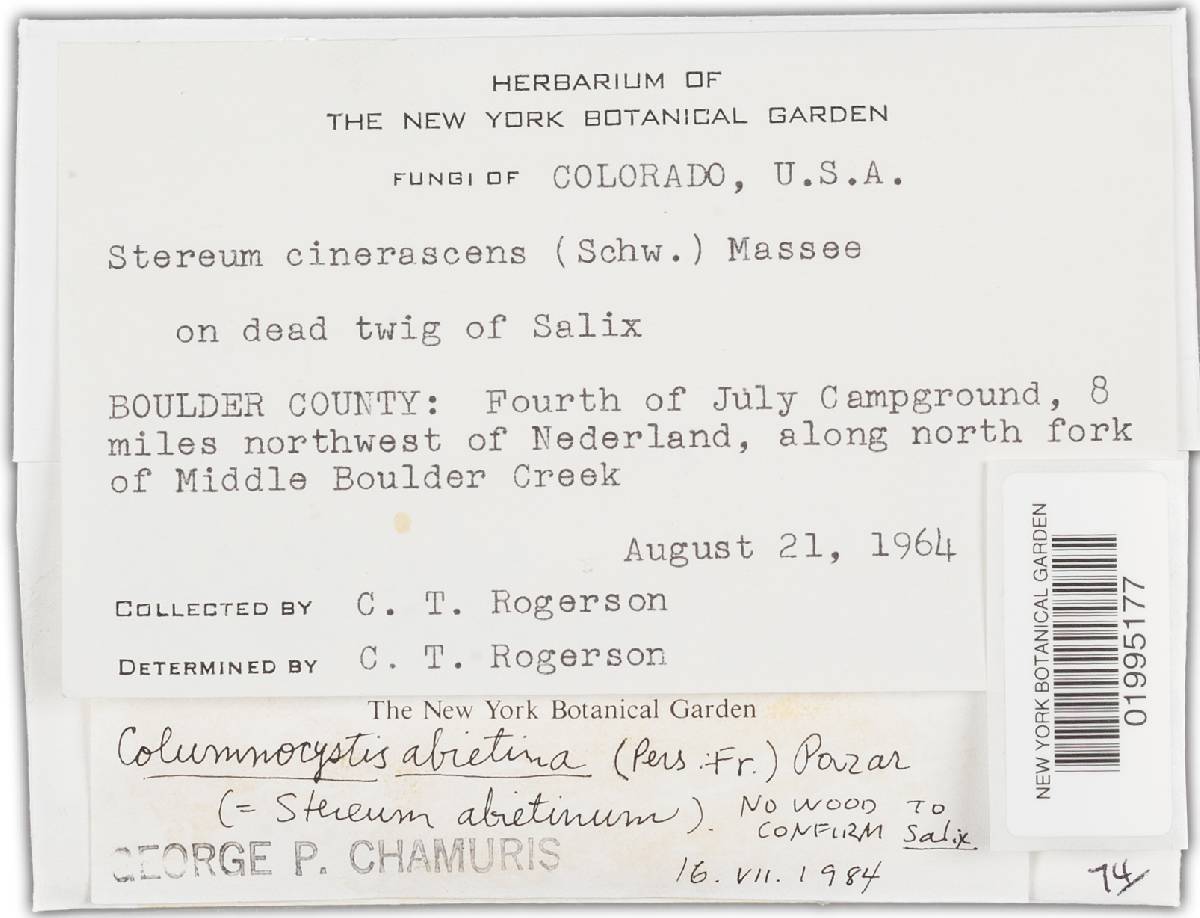 HERBARIUM OF
THE NEW YORK BOTANICAL GARDEN
FUNGI OF COLORADO, U.S.A.
Stereum cinerascens (Schw.) Massee
on dead twig of Salix
BOULDER COUNTY: Fourth of July Campground, 8
miles northwest of Nederland, along north fork
of Middle Boulder Creek
August 21, 1964
COLLECTED BY C. T. Rogerson
DETERMINED BY C. T. Rogerson
NEW YORK BOTANICAL GARDEN
01995177
The New York Botanical Garden
Columnocystis abietina (Pers.:Fr.) Pouzar
(= Stereum abietinum). NO WOOD TO
CONFIRM Salix
GEORGE P. CHAMURIS
16. VII. 1984
74